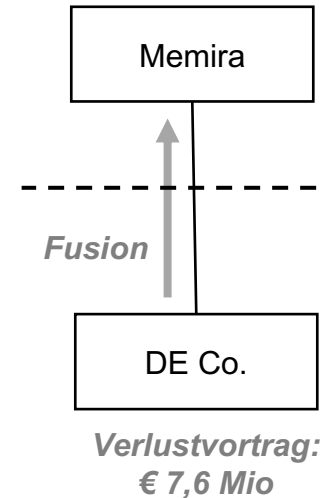 Memira
Fusion
DE Co.
Verlustvortrag:
€ 7,6 Mio